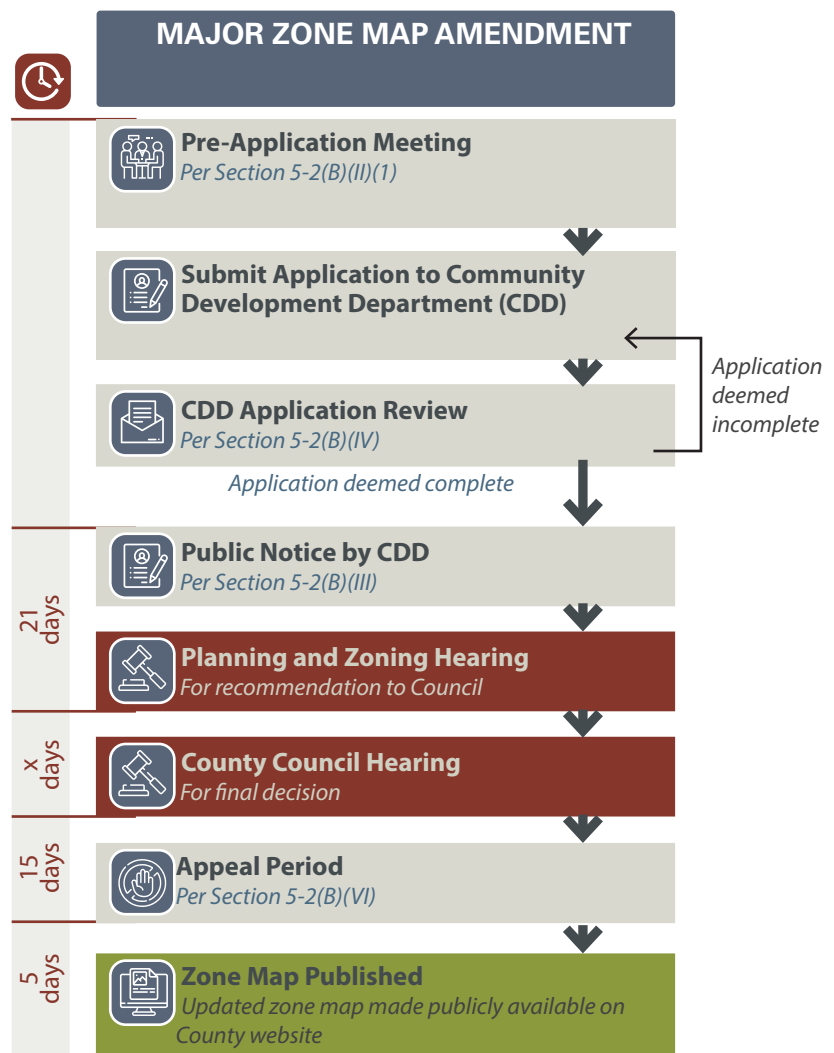 MAJOR ZONE MAP AMENDMENT
Pre-Application Meeting
Per Section 5-2(B)(II)(1)
Submit Application to Community
Development Department (CDD)
Application
deemed
incomplete
CDD Application Review
Per Section 5-2(B)(IV)
Application deemed complete
21
days
Public Notice by CDD
Per Section 5-2(B)(III)
Planning and Zoning Hearing
For recommendation to Council
x
days
County Council Hearing
For final decision
15
days
Appeal Period
Per Section 5-2(B)(VI)
5
days
Zone Map Published
Updated zone map made publicly available on
County website